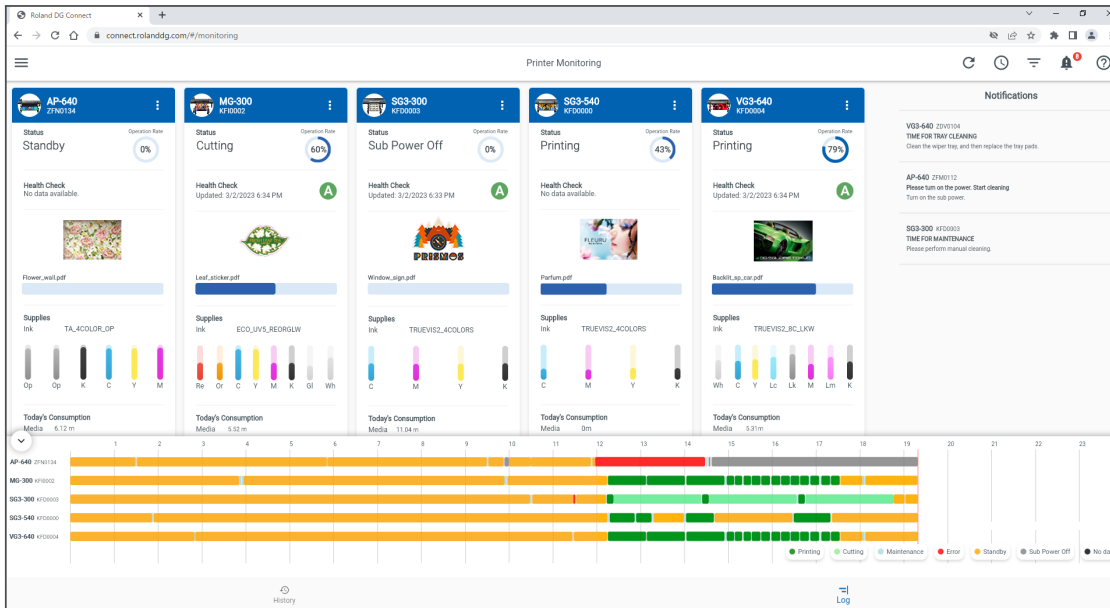 Roland DG Connect
connect.rolanddg.com/#/monitoring
Printer Monitoring
8
AP-640
ZFN0134
Status
Operation Rate
Standby
0%
Health Check
No data available.
Flower_wall.pdf
Supplies
Ink TA_4COLOR_OP
Op Op K C Y M
Today's Consumption
Media 6.12 m
MG-300
KFI0002
Status
Operation Rate
Cutting
60%
Health Check
Updated: 3/2/2023 6:34 PM
A
Leaf_sticker.pdf
Supplies
Ink ECO_UV5_REORGLW
Re Or C Y M K Gl Wh
Today's Consumption
Media 5.52 m
SG3-300
KFD0003
Status
Operation Rate
Sub Power Off
0%
Health Check
Updated: 3/2/2023 6:33 PM
A
PRISMOS
Window_sign.pdf
Supplies
Ink TRUEVIS2_4COLORS
C M Y K
Today's Consumption
Media 11.04 m
SG3-540
KFD0000
Status
Operation Rate
Printing
43%
Health Check
No data available.
FLEURU
Parfum.pdf
Supplies
Ink TRUEVIS2_4COLORS
C M Y K
Today's Consumption
Media 0m
VG3-640
KFD0004
Status
Operation Rate
Printing
79%
Health Check
Updated: 3/2/2023 6:34 PM
A
Backlit_sp_car.pdf
Supplies
Ink TRUEVIS2_8C_LKW
Wh C Y Lc Lk M Lm K
Today's Consumption
Media 5.31m
Notifications
VG3-640 ZDV0104
TIME FOR TRAY CLEANING
Clean the wiper tray, and then replace the tray pads.
AP-640 ZFM0112
Please turn on the power. Start cleaning
Turn on the sub power.
SG3-300 KFD0003
TIME FOR MAINTENANCE
Please perform manual cleaning.
1 2 3 4 5 6 7 8 9 10 11 12 13 14 15 16 17 18 19 20 21 22 23
AP-640 ZFN0134
MG-300 KFI0002
SG3-300 KFD0003
SG3-540 KFD0000
VG3-640 KFD0004
Printing Cutting Maintenance Error Standby Sub Power Off No da
History
Log